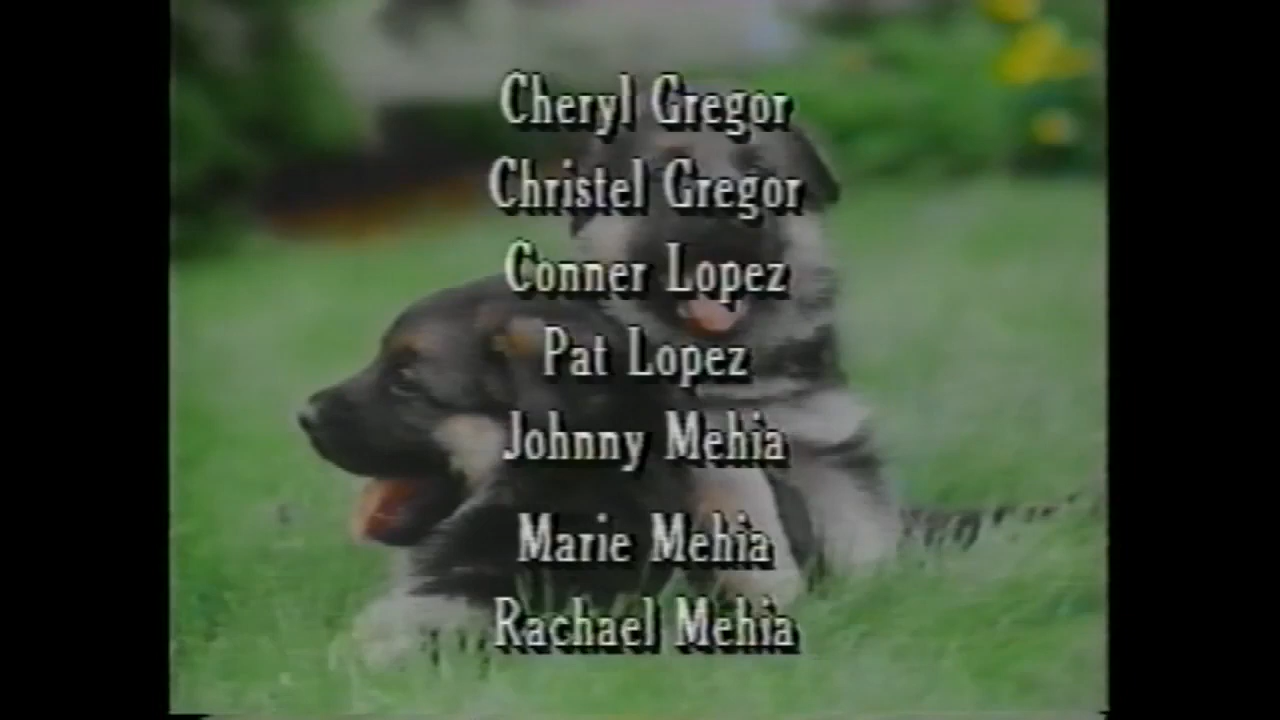 Cheryl Gregor
Christel Gregor
Conner Lopez
Pat Lopez
Johnny Mehia
Marie Mehia
Rachael Mehia